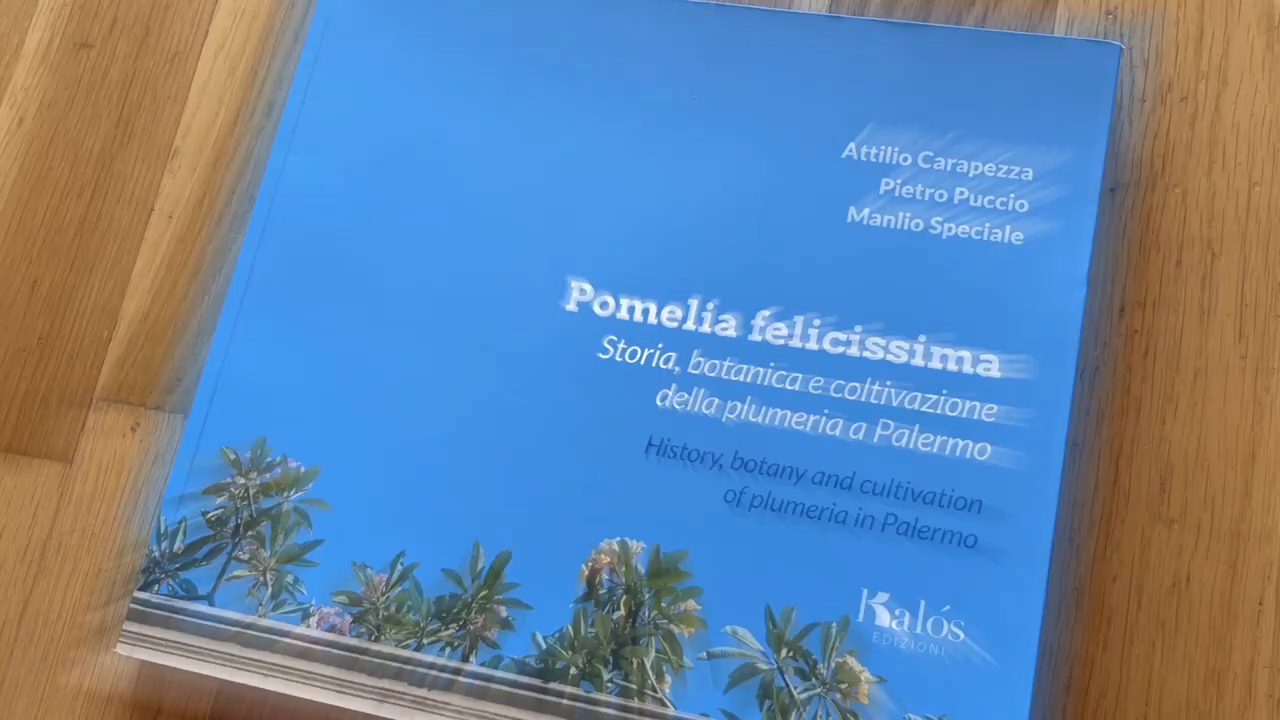 Attilio Carapezza
Pietro Puccio
Manlio Speciale
Pomelia felicissima
Storia, botanica e coltivazione
della plumeria a Palermo
History, botany and cultivation
of plumeria in Palermo
Kalós
EDIZIONI